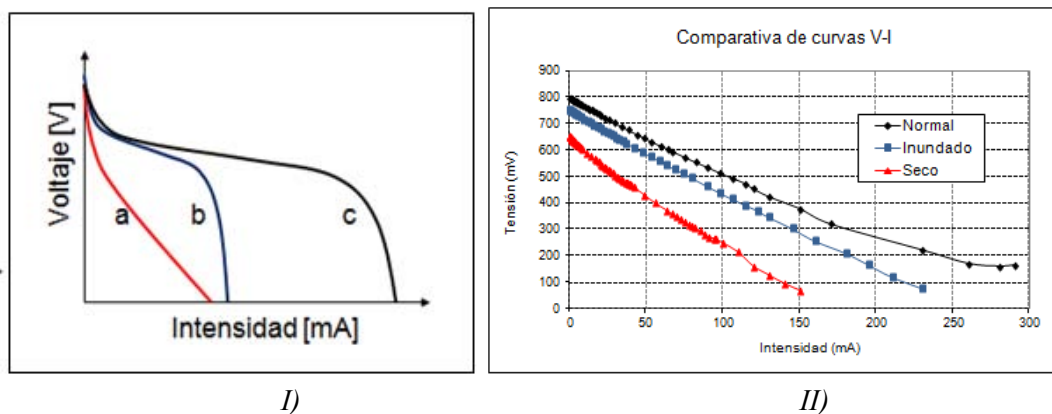 Voltaje [V]
a
b
c
Intensidad [mA]
I)
Comparativa de curvas V-I
Tensión (mV)
900
800
700
600
500
400
300
200
100
0
0
50
100
150
200
250
300
Intensidad (mA)
Normal
Inundado
Seco
II)